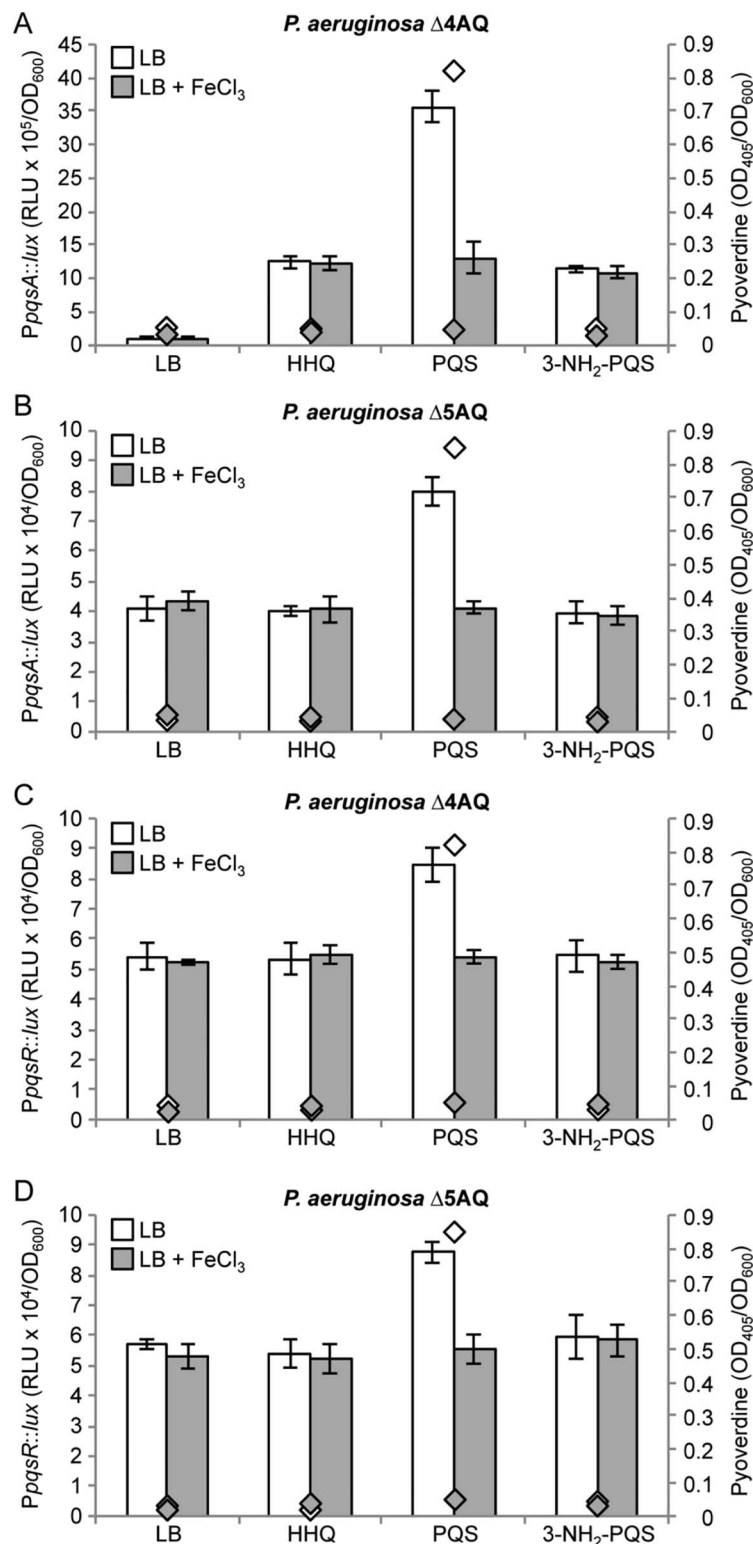 A
P. aeruginosa Δ4AQ
PpqsA::lux (RLU x 10⁵/OD₆₀₀)
45
40
35
30
25
20
15
10
5
0
LB
LB + FeCl₃
0.9
0.8
0.7
0.6
0.5
0.4
0.3
0.2
0.1
0
Pyoverdine (OD₄₀₅/OD₆₀₀)
LB HHQ PQS 3-NH₂-PQS
B
P. aeruginosa Δ5AQ
PpqsA::lux (RLU x 10⁴/OD₆₀₀)
10
9
8
7
6
5
4
3
2
1
0
LB
LB + FeCl₃
0.9
0.8
0.7
0.6
0.5
0.4
0.3
0.2
0.1
0
Pyoverdine (OD₄₀₅/OD₆₀₀)
LB HHQ PQS 3-NH₂-PQS
C
P. aeruginosa Δ4AQ
PpqsR::lux (RLU x 10⁴/OD₆₀₀)
10
9
8
7
6
5
4
3
2
1
0
LB
LB + FeCl₃
0.9
0.8
0.7
0.6
0.5
0.4
0.3
0.2
0.1
0
Pyoverdine (OD₄₀₅/OD₆₀₀)
LB HHQ PQS 3-NH₂-PQS
D
P. aeruginosa Δ5AQ
PpqsR::lux (RLU x 10⁴/OD₆₀₀)
10
9
8
7
6
5
4
3
2
1
0
LB
LB + FeCl₃
0.9
0.8
0.7
0.6
0.5
0.4
0.3
0.2
0.1
0
Pyoverdine (OD₄₀₅/OD₆₀₀)
LB HHQ PQS 3-NH₂-PQS